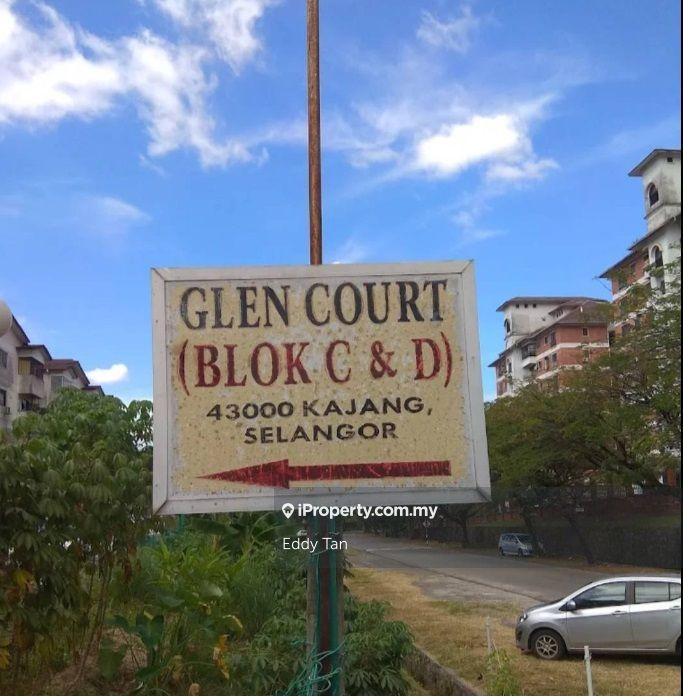 GLEN COURT
(BLOK C & D)
43000 KAJANG,
SELANGOR
iProperty.com.my
Eddy Tan